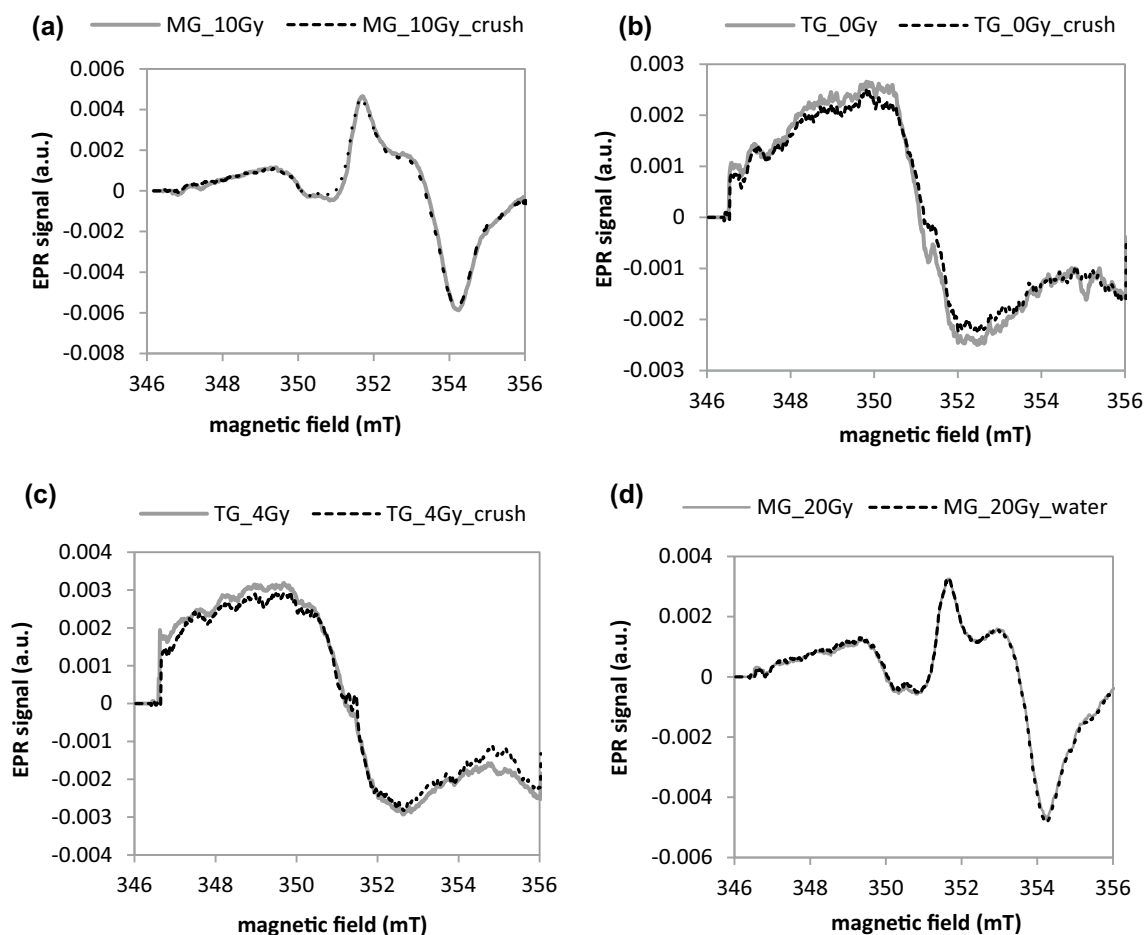 (a)
MG_10Gy MG_10Gy_crush
0.006
0.004
0.002
0
-0.002
-0.004
-0.006
-0.008
EPR signal (a.u.)
346 348 350 352 354 356
magnetic field (mT)
(b)
TG_0Gy TG_0Gy_crush
0.003
0.002
0.001
0
-0.001
-0.002
-0.003
EPR signal (a.u.)
346 348 350 352 354 356
magnetic field (mT)
(c)
TG_4Gy TG_4Gy_crush
0.004
0.003
0.002
0.001
0
-0.001
-0.002
-0.003
-0.004
EPR signal (a.u.)
346 348 350 352 354 356
magnetic field (mT)
(d)
MG_20Gy MG_20Gy_water
0.004
0.002
0
-0.002
-0.004
-0.006
EPR signal (a.u.)
346 348 350 352 354 356
magnetic field (mT)